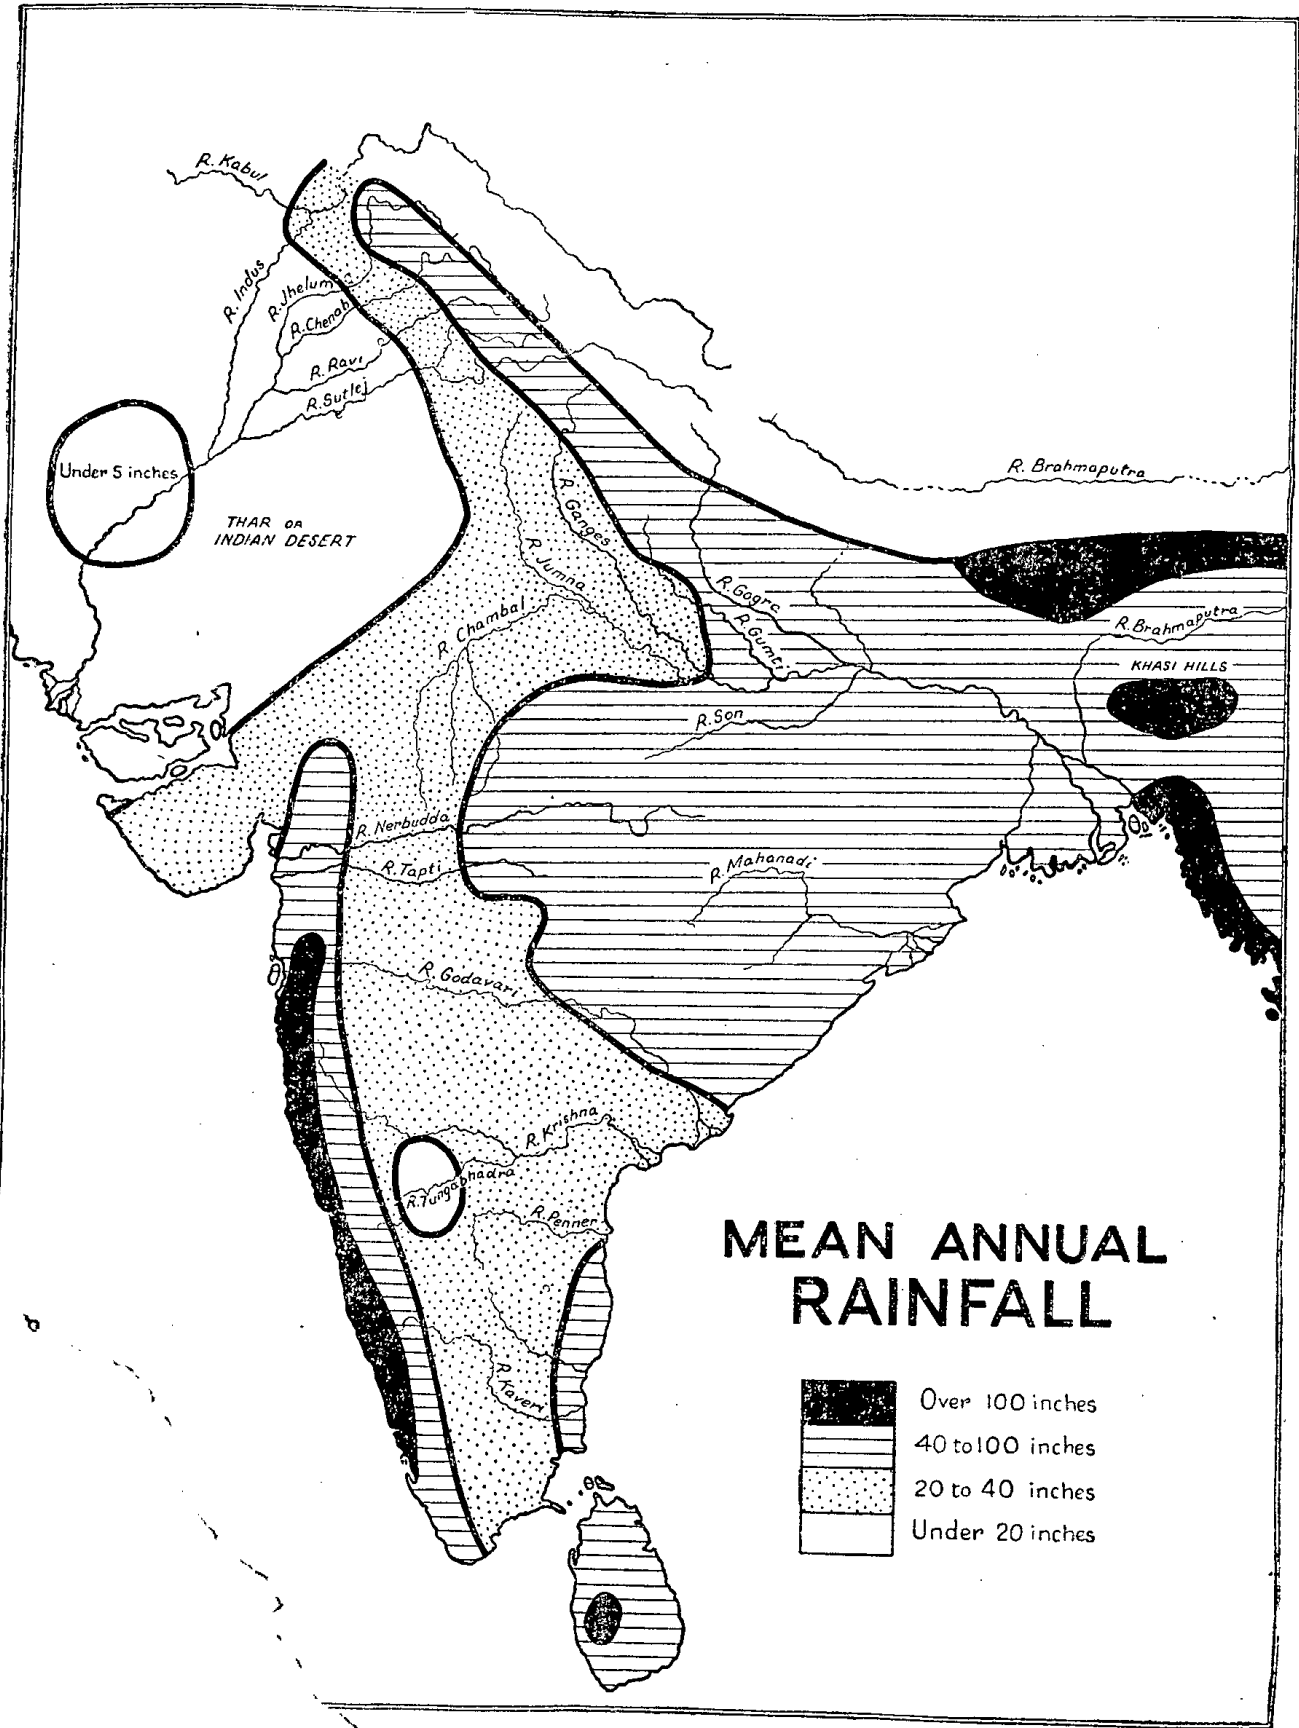 R. Kabul
R. Indus
R. Jhelum
R. Chenab
R. Ravi
R. Sutlej
Under 5 inches
THAR OR
INDIAN DESERT
R. Brahmaputra
R. Ganges
R. Jumna
R. Gogra
R. Gumti
R. Chambal
R. Brahmaputra
KHASI HILLS
R. Son
R. Nerbudda
R. Tapti
R. Mahanadi
R. Godavari
R. Krishna
R. Tungabhadra
R. Penner
R. Kaveri
MEAN ANNUAL
RAINFALL
Over 100 inches
40 to 100 inches
20 to 40 inches
Under 20 inches